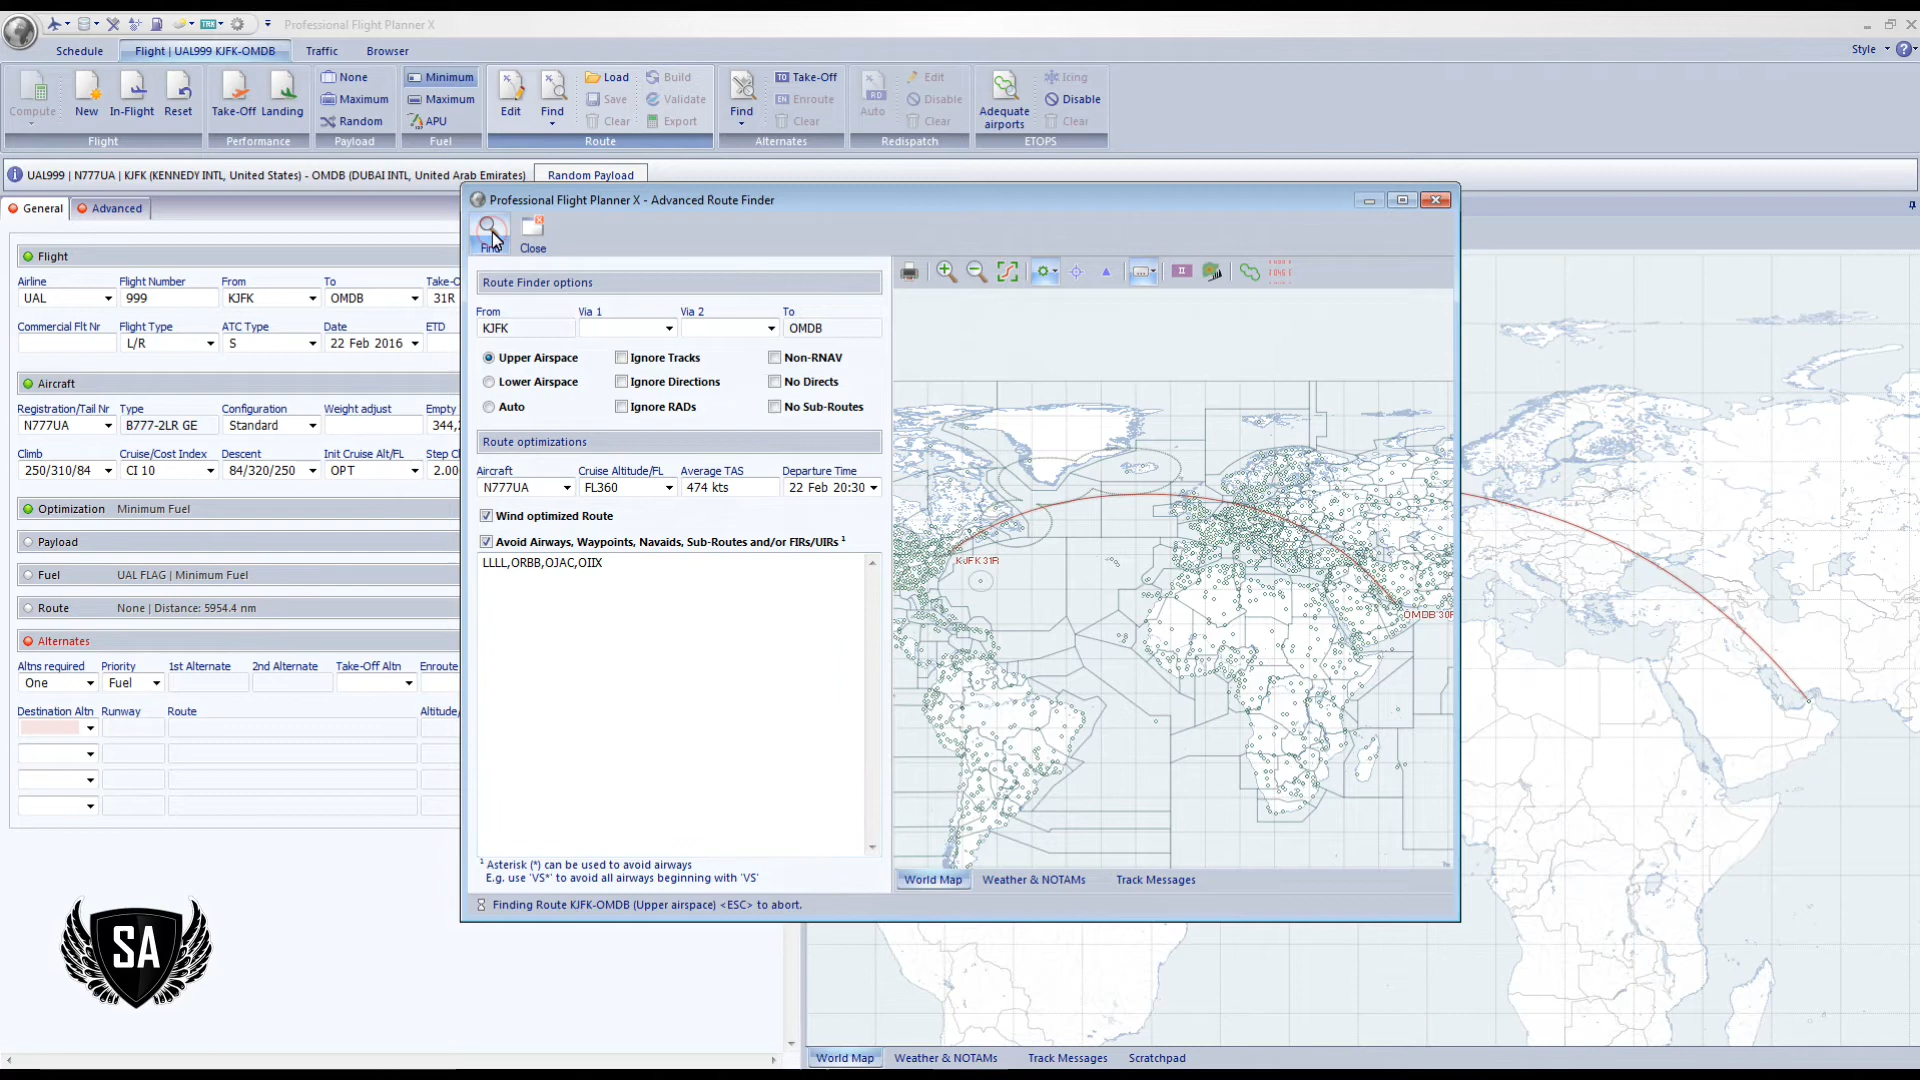 Professional Flight Planner X
Schedule Flight | UAL999 KJFK-OMDB Traffic Browser Style
Compute New In-Flight Reset
Flight
Take-Off Landing
Performance
None
Maximum
Random
Payload
Minimum
Maximum
APU
Fuel
Edit Find
Load Build
Save Validate
Clear Export
Route
Find
Take-Off
Enroute
Clear
Alternates
Auto
Edit
Disable
Clear
Redispatch
Adequate
airports
Icing
Disable
Clear
ETOPS
UAL999 | N777UA | KJFK (KENNEDY INTL, United States) - OMDB (DUBAI INTL, United Arab Emirates) Random Payload
General Advanced
Flight
Airline Flight Number From To Take-O
UAL 999 KJFK OMDB 31R
Commercial Flt Nr Flight Type ATC Type Date ETD
L/R S 22 Feb 2016
Aircraft
Registration/Tail Nr Type Configuration Weight adjust Empty
N777UA B777-2LR GE Standard 344,
Climb Cruise/Cost Index Descent Init Cruise Alt/FL Step Cl
250/310/84 CI 10 84/320/250 OPT 2.00
Optimization Minimum Fuel
Payload
Fuel UAL FLAG | Minimum Fuel
Route None | Distance: 5954.4 nm
Alternates
Altns required Priority 1st Alternate 2nd Alternate Take-Off Altn Enroute
One Fuel
Destination Altn Runway Route Altitude/
SA
Professional Flight Planner X - Advanced Route Finder
Find Close
Route Finder options
From Via 1 Via 2 To
KJFK OMDB
Upper Airspace Ignore Tracks Non-RNAV
Lower Airspace Ignore Directions No Directs
Auto Ignore RADs No Sub-Routes
Route optimizations
Aircraft Cruise Altitude/FL Average TAS Departure Time
N777UA FL360 474 kts 22 Feb 20:30
Wind optimized Route
Avoid Airways, Waypoints, Navaids, Sub-Routes and/or FIRs/UIRs 1
LLLL,ORBB,OJAC,OIIX
1 Asterisk (*) can be used to avoid airways
E.g. use 'VS*' to avoid all airways beginning with 'VS'
KJFK 31R
OMDB 30R
World Map Weather & NOTAMs Track Messages
Finding Route KJFK-OMDB (Upper airspace) <ESC> to abort.
World Map Weather & NOTAMs Track Messages Scratchpad